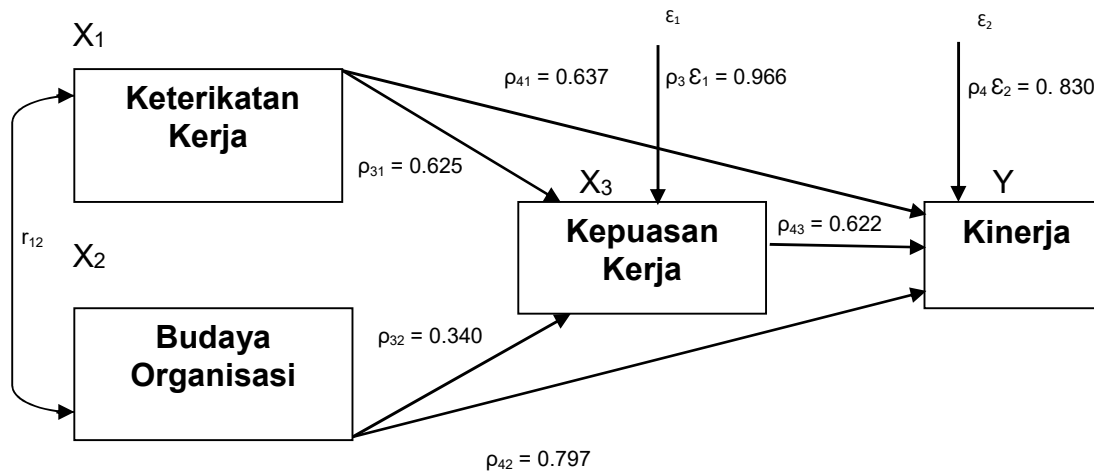 ε₁
ε₂
X₁
ρ₄₁ = 0.637
ρ₃ Ɛ₁ = 0.966
ρ₄ Ɛ₂ = 0. 830
Keterikatan
Kerja
ρ₃₁ = 0.625
X₃
Y
Kepuasan
Kerja
ρ₄₃ = 0.622
Kinerja
r₁₂
X₂
Budaya
Organisasi
ρ₃₂ = 0.340
ρ₄₂ = 0.797